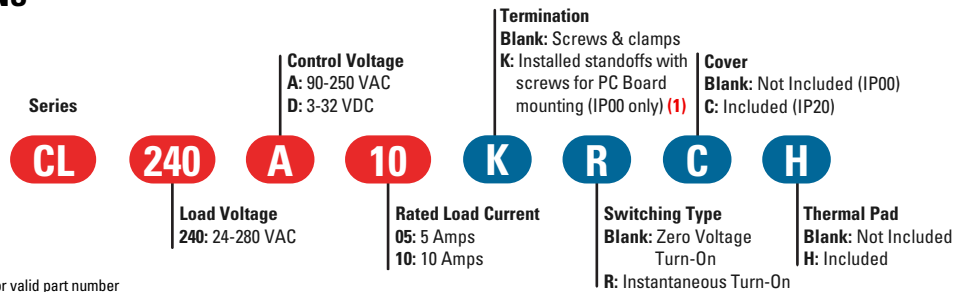 Termination
Blank: Screws & clamps
K: Installed standoffs with
screws for PC Board
mounting (IP00 only) (1)
Control Voltage
A: 90-250 VAC
D: 3-32 VDC
Cover
Blank: Not Included (IP00)
C: Included (IP20)
Series
CL 240 A 10 K R C H
Load Voltage
240: 24-280 VAC
Rated Load Current
05: 5 Amps
10: 10 Amps
Switching Type
Blank: Zero Voltage
Turn-On
R: Instantaneous Turn-On
Thermal Pad
Blank: Not Included
H: Included
valid part number